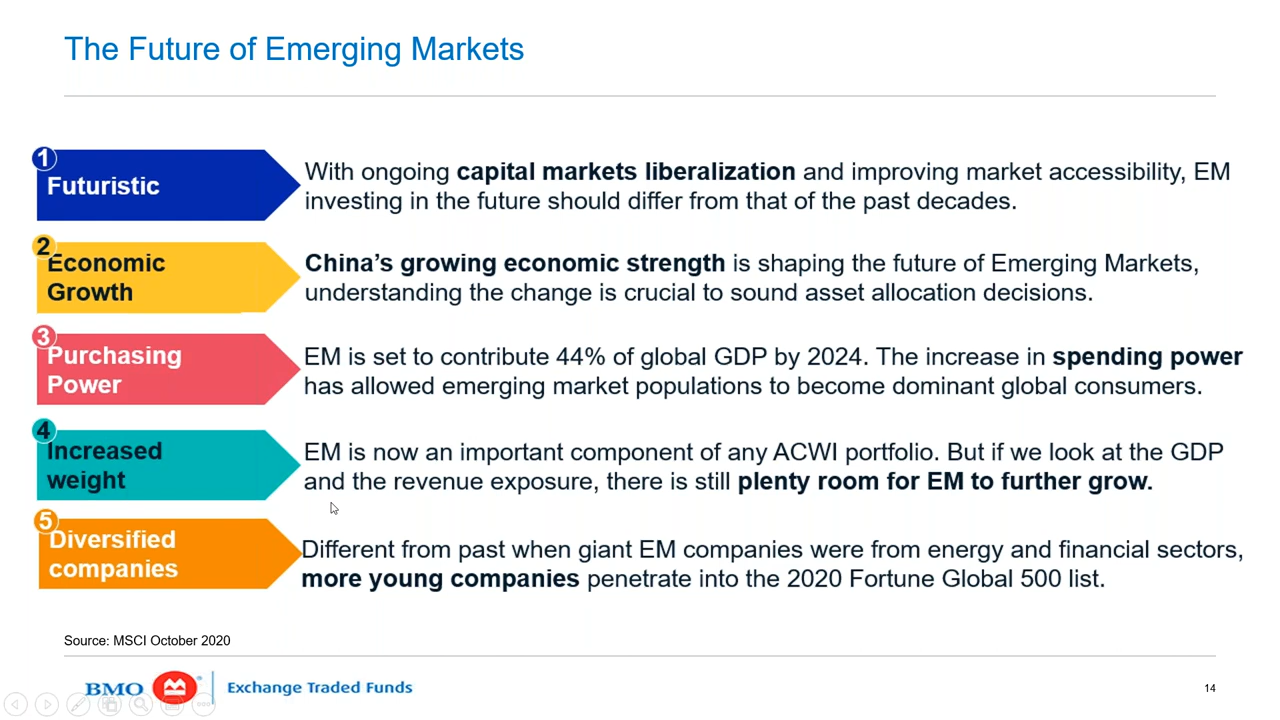 The Future of Emerging Markets
1
Futuristic
With ongoing capital markets liberalization and improving market accessibility, EM
investing in the future should differ from that of the past decades.
2
Economic
Growth
China’s growing economic strength is shaping the future of Emerging Markets,
understanding the change is crucial to sound asset allocation decisions.
3
Purchasing
Power
EM is set to contribute 44% of global GDP by 2024. The increase in spending power
has allowed emerging market populations to become dominant global consumers.
4
Increased
weight
EM is now an important component of any ACWI portfolio. But if we look at the GDP
and the revenue exposure, there is still plenty room for EM to further grow.
5
Diversified
companies
Different from past when giant EM companies were from energy and financial sectors,
more young companies penetrate into the 2020 Fortune Global 500 list.
Source: MSCI October 2020
BMO Exchange Traded Funds
14